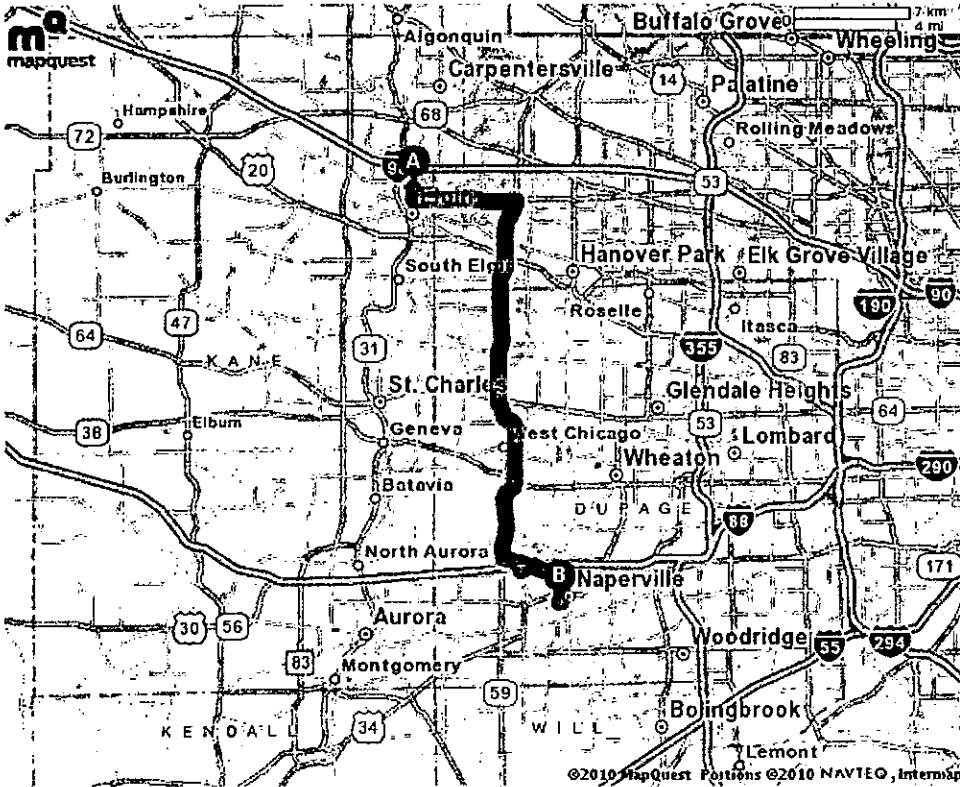 mapquest
7 km
4 mi
Buffalo Grove
Wheeling
Algonquin
Carpentersville
14
Palatine
Hampshire
68
Rolling Meadows
72
A
20
53
Burlington
Hanover Park
Elk Grove Village
South Elgin
190
90
Roselle
47
Itasca
64
31
355
83
KANE
St. Charles
Glendale Heights
64
38
Elburn
Geneva
West Chicago
53
Lombard
Wheaton
290
Batavia
DUPAGE
88
North Aurora
B
Naperville
171
30
56
Aurora
Woodridge
55
294
83
Montgomery
59
34
Bolingbrook
KENDALL
WILL
Lemont
©2010 MapQuest Portions ©2010 NAVTEQ, Intermap